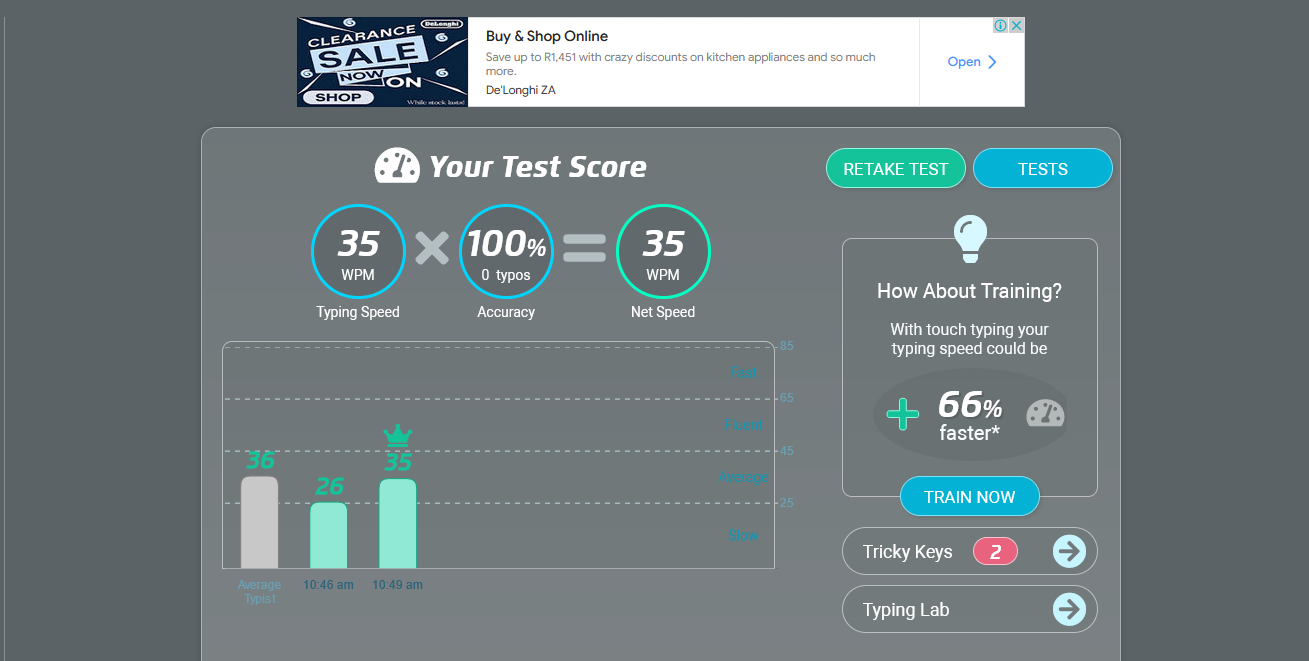 DeLonghi
CLEARANCE
SALE
NOW
ON
SHOP
While stock lasts!
Buy & Shop Online
Save up to R1,451 with crazy discounts on kitchen appliances and so much
more.
De'Longhi ZA
Open
Your Test Score
RETAKE TEST
TESTS
35
WPM
100%
0 typos
35
WPM
Typing Speed
Accuracy
Net Speed
85
Fast
65
Fluent
45
Average
25
Slow
36
26
35
Average
Typist
10:46 am
10:49 am
How About Training?
With touch typing your
typing speed could be
66%
faster*
TRAIN NOW
Tricky Keys 2
Typing Lab